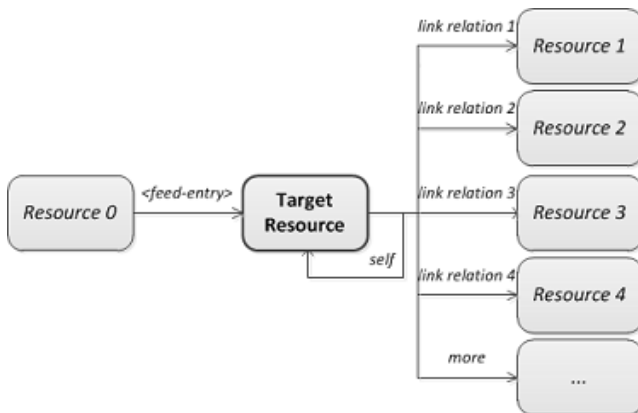 link relation 1
Resource 1
link relation 2
Resource 2
<feed-entry>
Resource 0
Target
Resource
link relation 3
Resource 3
self
link relation 4
Resource 4
more
...